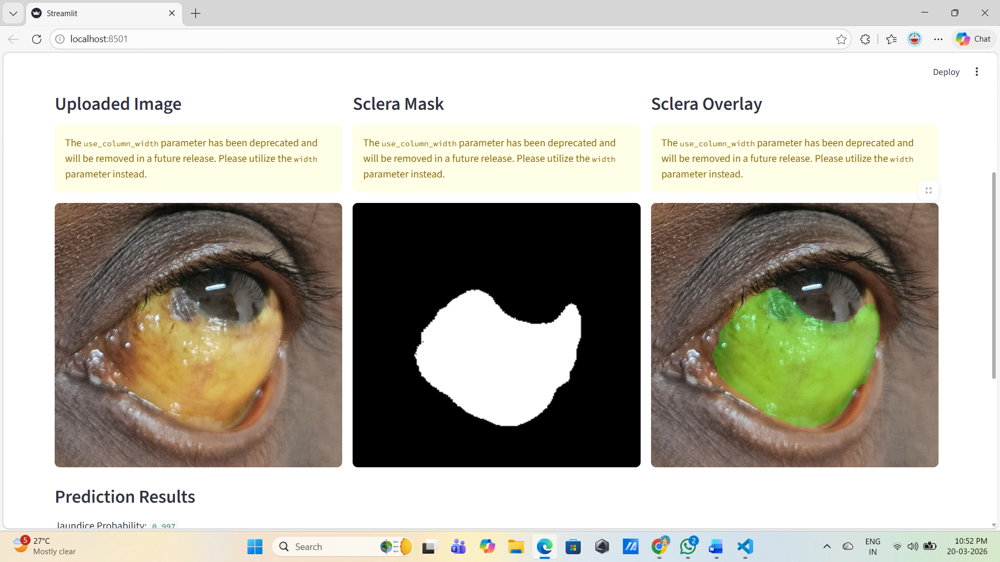 Streamlit
localhost:8501
Chat
Deploy
Uploaded Image
The use_column_width parameter has been deprecated and
will be removed in a future release. Please utilize the width
parameter instead.
Sclera Mask
The use_column_width parameter has been deprecated and
will be removed in a future release. Please utilize the width
parameter instead.
Sclera Overlay
The use_column_width parameter has been deprecated and
will be removed in a future release. Please utilize the width
parameter instead.
Prediction Results
Jaundice Probability: 0.997
5
27°C
Mostly clear
Search
2
ENG
IN
10:52 PM
20-03-2026